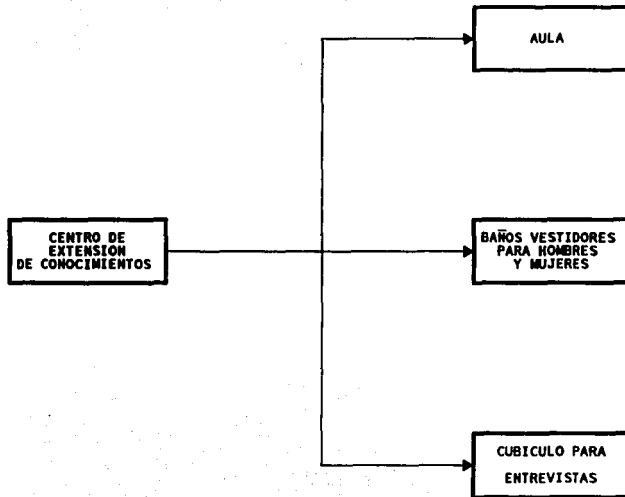 AULA
CENTRO DE
EXTENSION
DE CONOCIMIENTOS
BAÑOS VESTIDORES
PARA HOMBRES
Y MUJERES
CUBICULO PARA
ENTREVISTAS